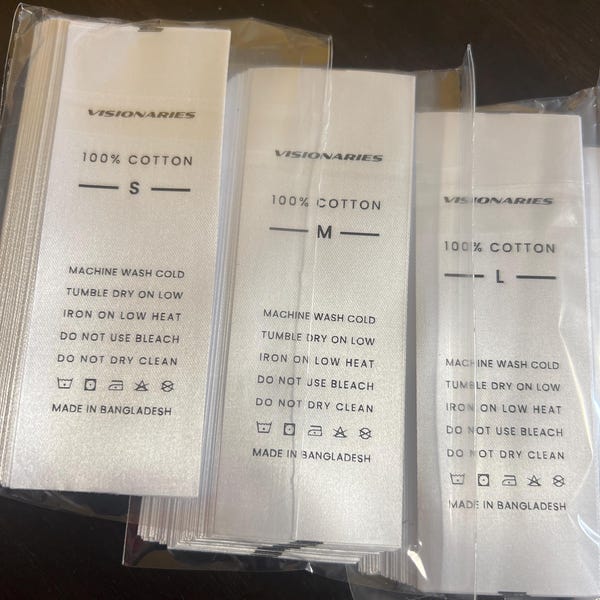 VISIONARIES
100% COTTON
S
MACHINE WASH COLD
TUMBLE DRY ON LOW
IRON ON LOW HEAT
DO NOT USE BLEACH
DO NOT DRY CLEAN
MADE IN BANGLADESH
VISIONARIES
100% COTTON
M
MACHINE WASH COLD
TUMBLE DRY ON LOW
IRON ON LOW HEAT
DO NOT USE BLEACH
DO NOT DRY CLEAN
MADE IN BANGLADESH
VISIONARIES
100% COTTON
L
MACHINE WASH COLD
TUMBLE DRY ON LOW
IRON ON LOW HEAT
DO NOT USE BLEACH
DO NOT DRY CLEAN
MADE IN BANGLADESH